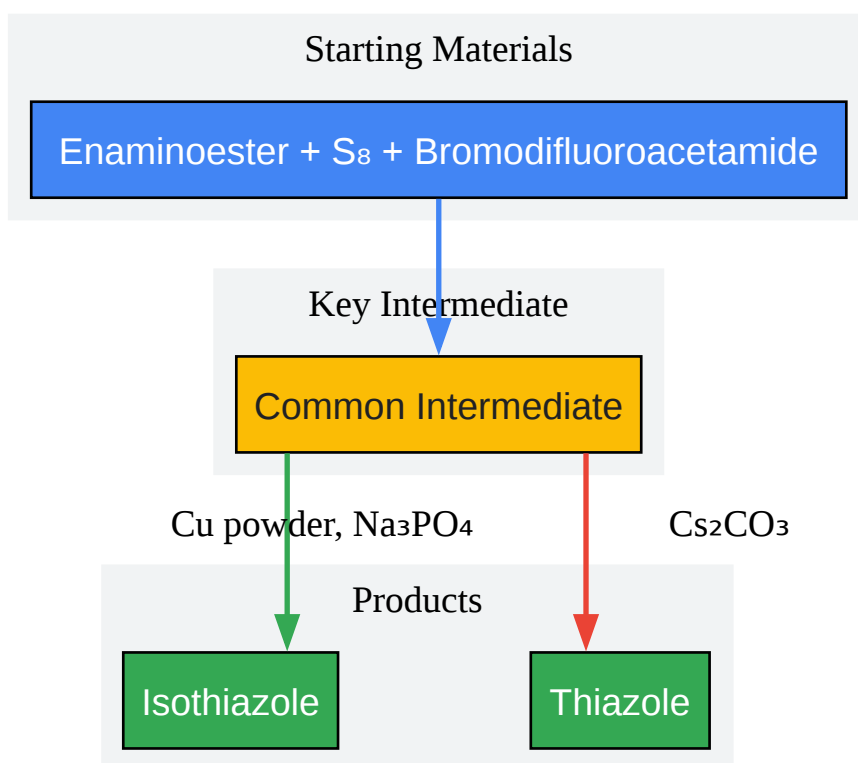 Starting Materials
Enaminoester + S₈ + Bromodifluoroacetamide
Key Intermediate
Common Intermediate
Cu powder, Na₃PO₄
Cs₂CO₃
Products
Isothiazole
Thiazole